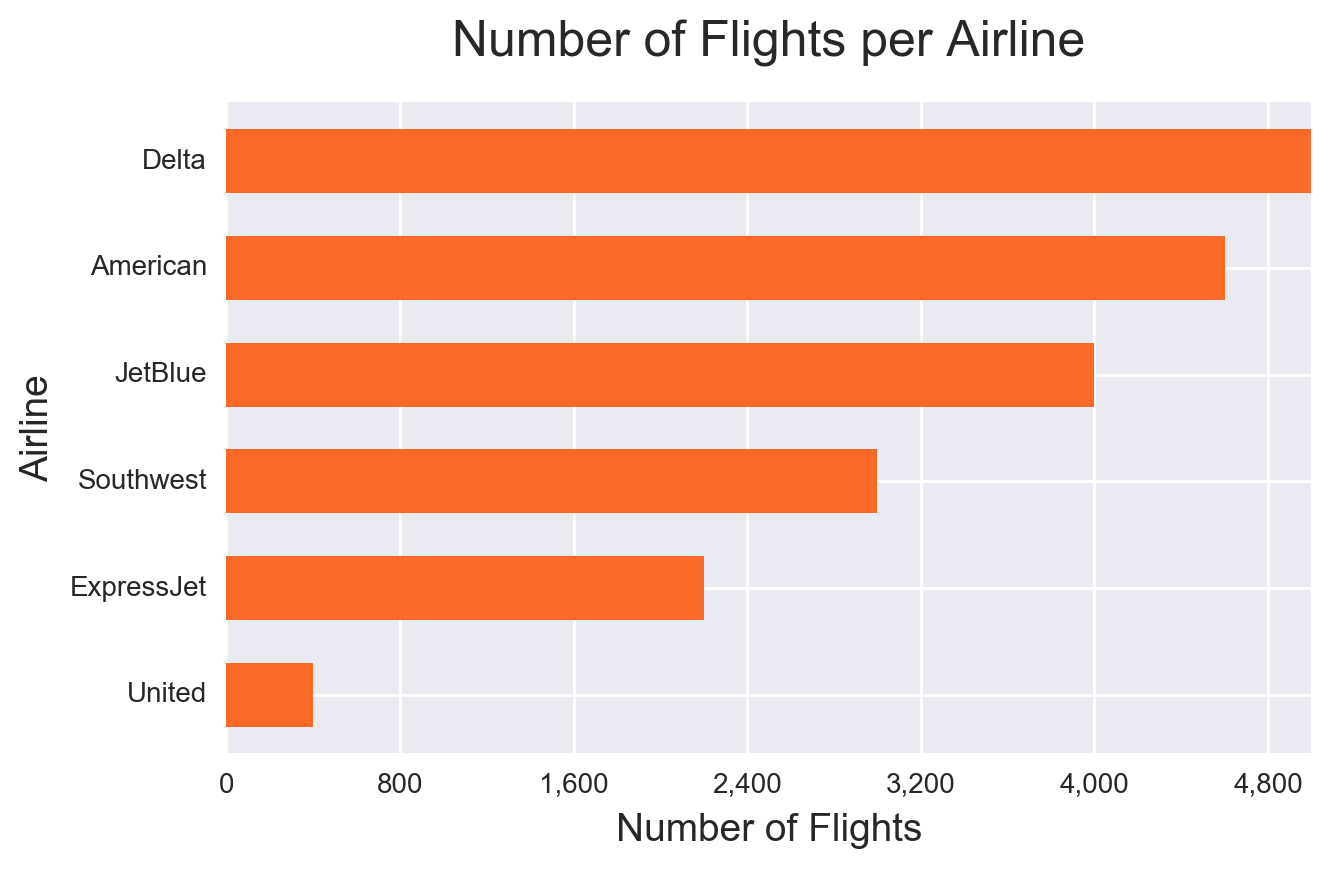 Number of Flights per Airline
Delta
American
JetBlue
Southwest
ExpressJet
United
Airline
0 800 1,600 2,400 3,200 4,000 4,800
Number of Flights